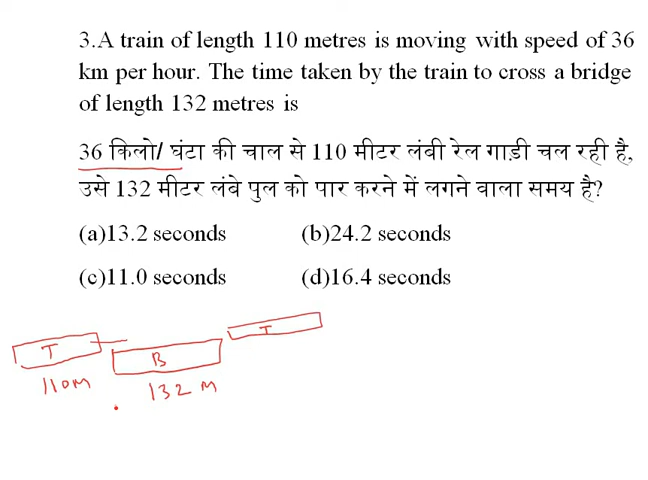 3.A train of length 110 metres is moving with speed of 36
km per hour. The time taken by the train to cross a bridge
of length 132 metres is
36 किलो/ घंटा की चाल से 110 मीटर लंबी रेल गाड़ी चल रही है,
उसे 132 मीटर लंबे पुल को पार करने में लगने वाला समय है?
(a)13.2 seconds (b)24.2 seconds
(c)11.0 seconds (d)16.4 seconds
T B T
110M 132 M